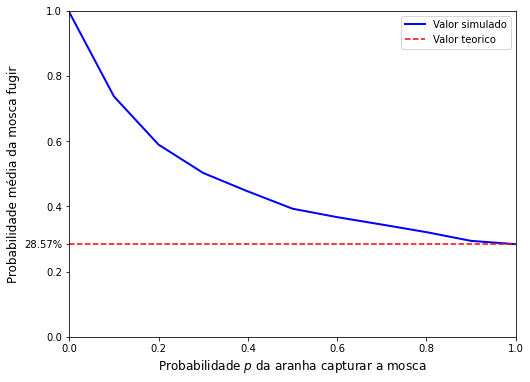 Valor simulado
Valor teorico
Probabilidade média da mosca fugir
1.0
0.8
0.6
0.4
28.57%
0.2
0.0
0.0 0.2 0.4 0.6 0.8 1.0
Probabilidade p da aranha capturar a mosca